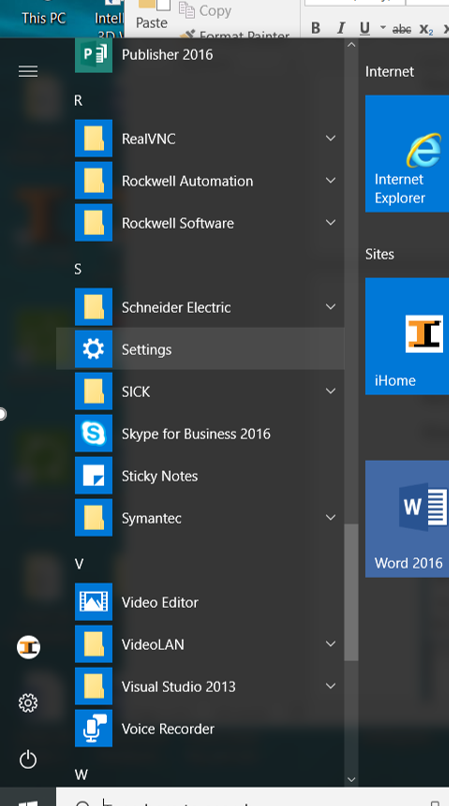 This PC
Intell
3D V
Paste
Copy
Format Painter
B I U abc X2
Publisher 2016
Internet
R
RealVNC
Rockwell Automation
Rockwell Software
Internet
Explorer
S
Sites
Schneider Electric
Settings
SICK
iHome
Skype for Business 2016
Sticky Notes
Symantec
Word 2016
V
Video Editor
VideoLAN
Visual Studio 2013
Voice Recorder
W